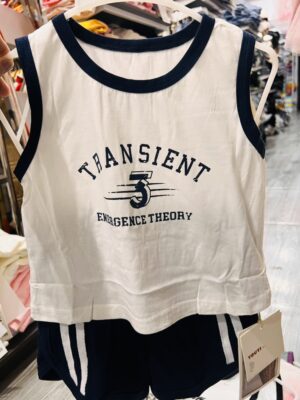 TRANSIENT
3
EMERGENCE THEORY